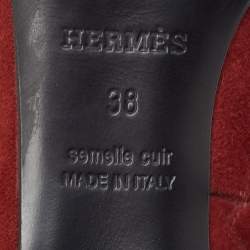 HERMÈS
38
semelle cuir
MADE IN ITALY